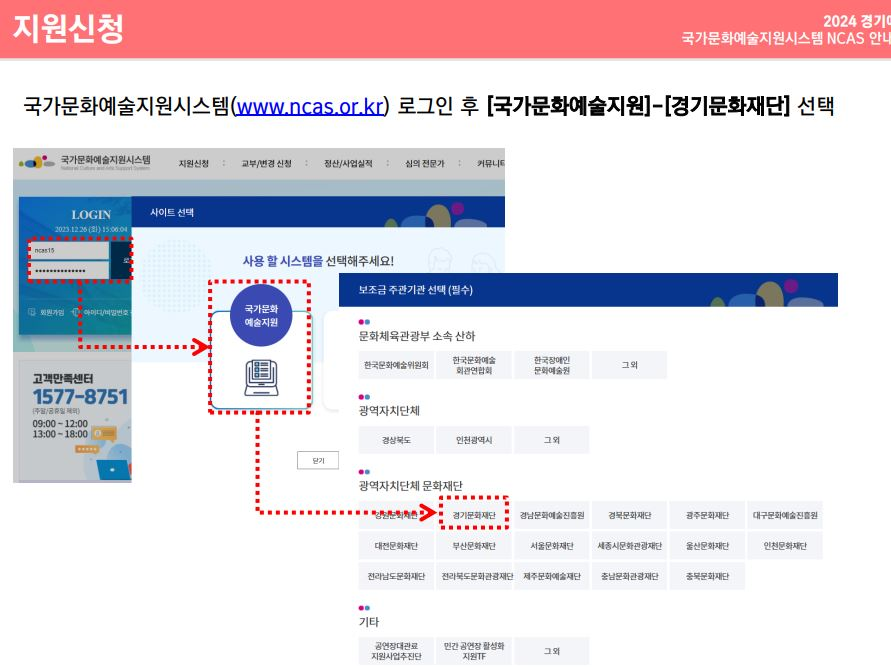 지원신청
2024 경기
국가문화예술지원시스템 NCAS 안내
국가문화예술지원시스템(www.ncas.or.kr) 로그인 후 [국가문화예술지원]-[경기문화재단] 선택
국가문화예술지원시스템
National Culture and Arts Support System
지원신청 : 교부/변경 신청 : 정산/사업실적 : 심의 전문가 : 커뮤니티
LOGIN
2023.12.26 (화) 15:06:04
ncas15
••••••••••••••
회원가입 아이디/비밀번호
고객만족센터
1577-8751
(주말/공휴일 제외)
09:00 ~ 12:00
13:00 ~ 18:00
사이트 선택
사용 할 시스템을 선택해주세요!
국가문화
예술지원
닫기
보조금 주관기관 선택 (필수)
문화체육관광부 소속 산하
한국문화예술위원회
한국문화예술
회관연합회
한국장애인
문화예술원
그 외
광역자치단체
경상북도 인천광역시 그 외
광역자치단체 문화재단
강원문화재단 경기문화재단 경남문화예술진흥원 경북문화재단 광주문화재단 대구문화예술진흥원
대전문화재단 부산문화재단 서울문화재단 세종시문화관광재단 울산문화재단 인천문화재단
전라남도문화재단 전라북도문화관광재단 제주문화예술재단 충남문화관광재단 충북문화재단
기타
공연장대관료
지원사업추진단
민간 공연장 활성화
지원TF
그 외